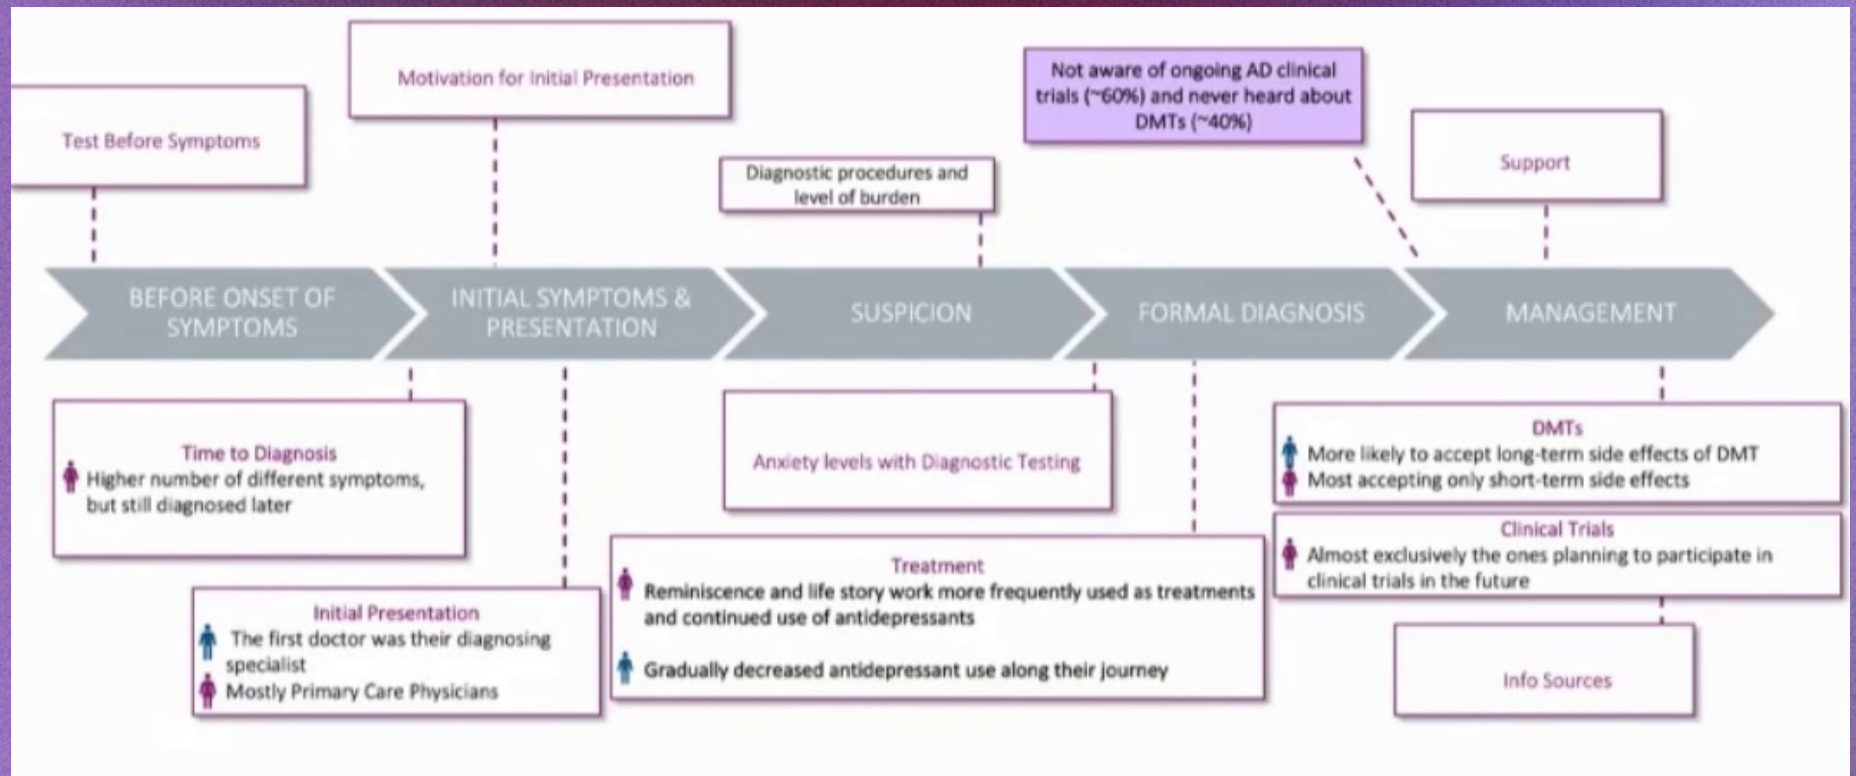 Test Before Symptoms
Motivation for Initial Presentation
Diagnostic procedures and
level of burden
Not aware of ongoing AD clinical
trials (~60%) and never heard about
DMTs (~40%)
Support
BEFORE ONSET OF
SYMPTOMS
INITIAL SYMPTOMS &
PRESENTATION
SUSPICION
FORMAL DIAGNOSIS
MANAGEMENT
Time to Diagnosis
Higher number of different symptoms,
but still diagnosed later
Initial Presentation
The first doctor was their diagnosing
specialist
Mostly Primary Care Physicians
Anxiety levels with Diagnostic Testing
Treatment
Reminiscence and life story work more frequently used as treatments
and continued use of antidepressants
Gradually decreased antidepressant use along their journey
DMTs
More likely to accept long-term side effects of DMT
Most accepting only short-term side effects
Clinical Trials
Almost exclusively the ones planning to participate in
clinical trials in the future
Info Sources